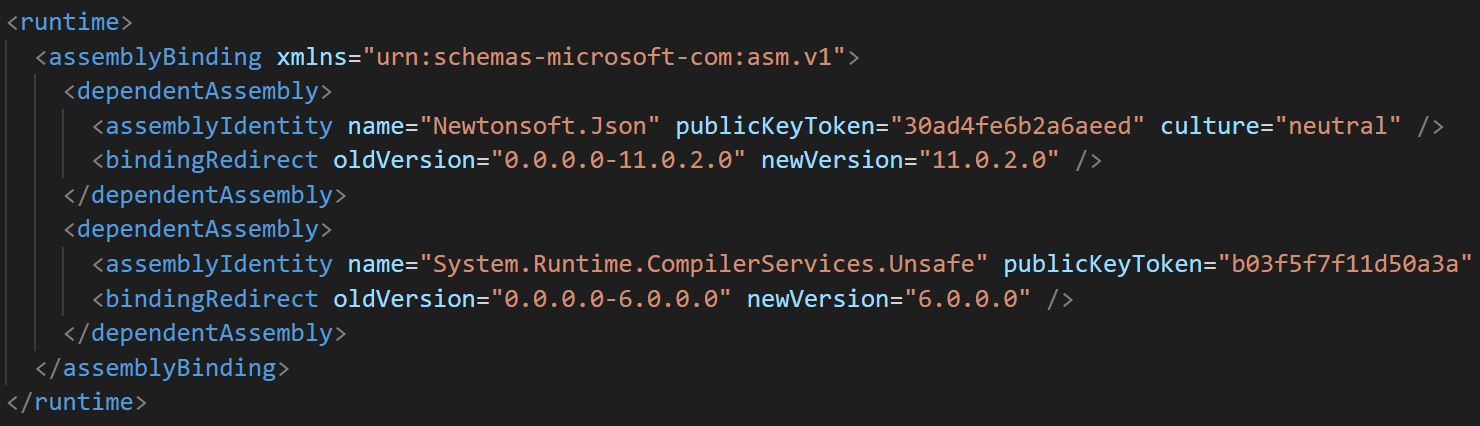 <runtime>
<assemblyBinding xmlns="urn:schemas-microsoft-com:asm.v1">
<dependentAssembly>
<assemblyIdentity name="Newtonsoft.Json" publicKeyToken="30ad4fe6b2a6aeed" culture="neutral" />
<bindingRedirect oldVersion="0.0.0.0-11.0.2.0" newVersion="11.0.2.0" />
</dependentAssembly>
<dependentAssembly>
<assemblyIdentity name="System.Runtime.CompilerServices.Unsafe" publicKeyToken="b03f5f7f11d50a3a"
<bindingRedirect oldVersion="0.0.0.0-6.0.0.0" newVersion="6.0.0.0" />
</dependentAssembly>
</assemblyBinding>
</runtime>